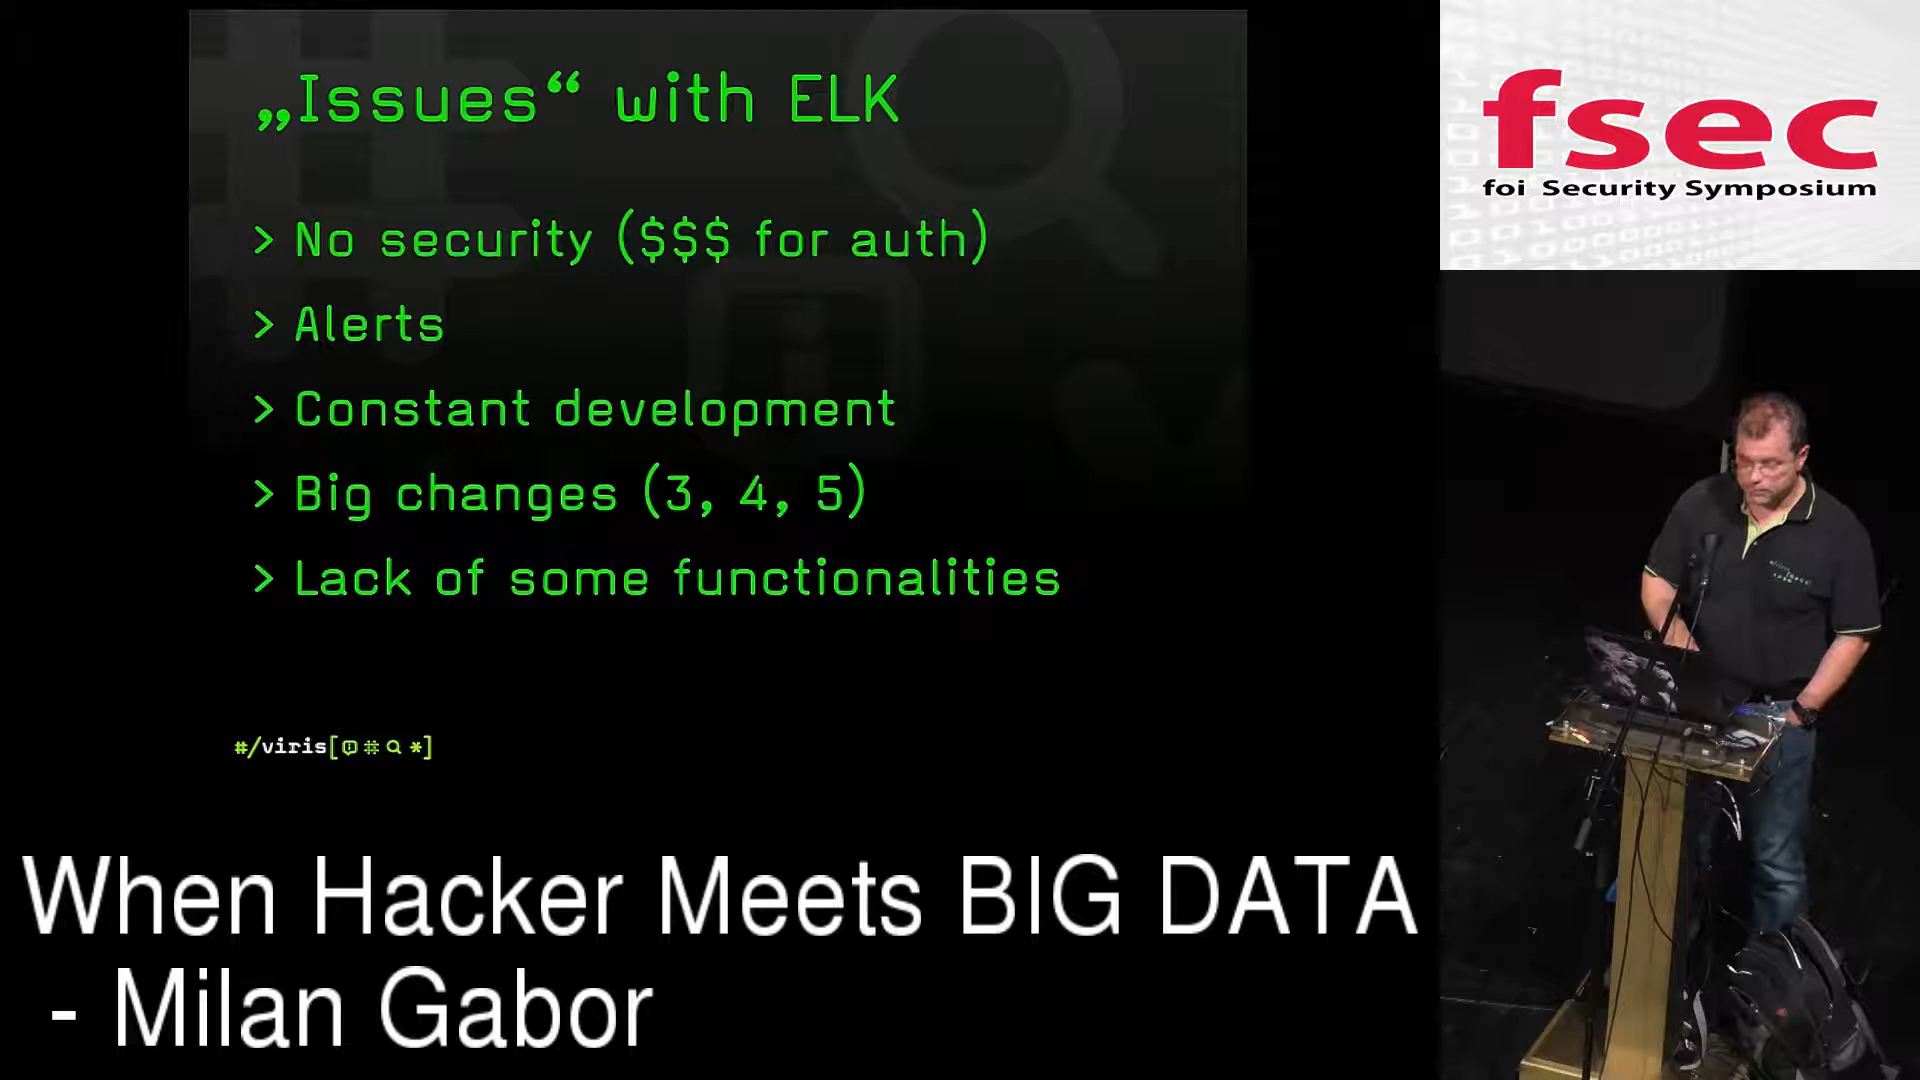 „Issues“ with ELK
> No security ($$$ for auth)
> Alerts
> Constant development
> Big changes (3, 4, 5)
> Lack of some functionalities
#/viris[
When Hacker Meets BIG DATA
- Milan Gabor
fsec
foi Security Symposium